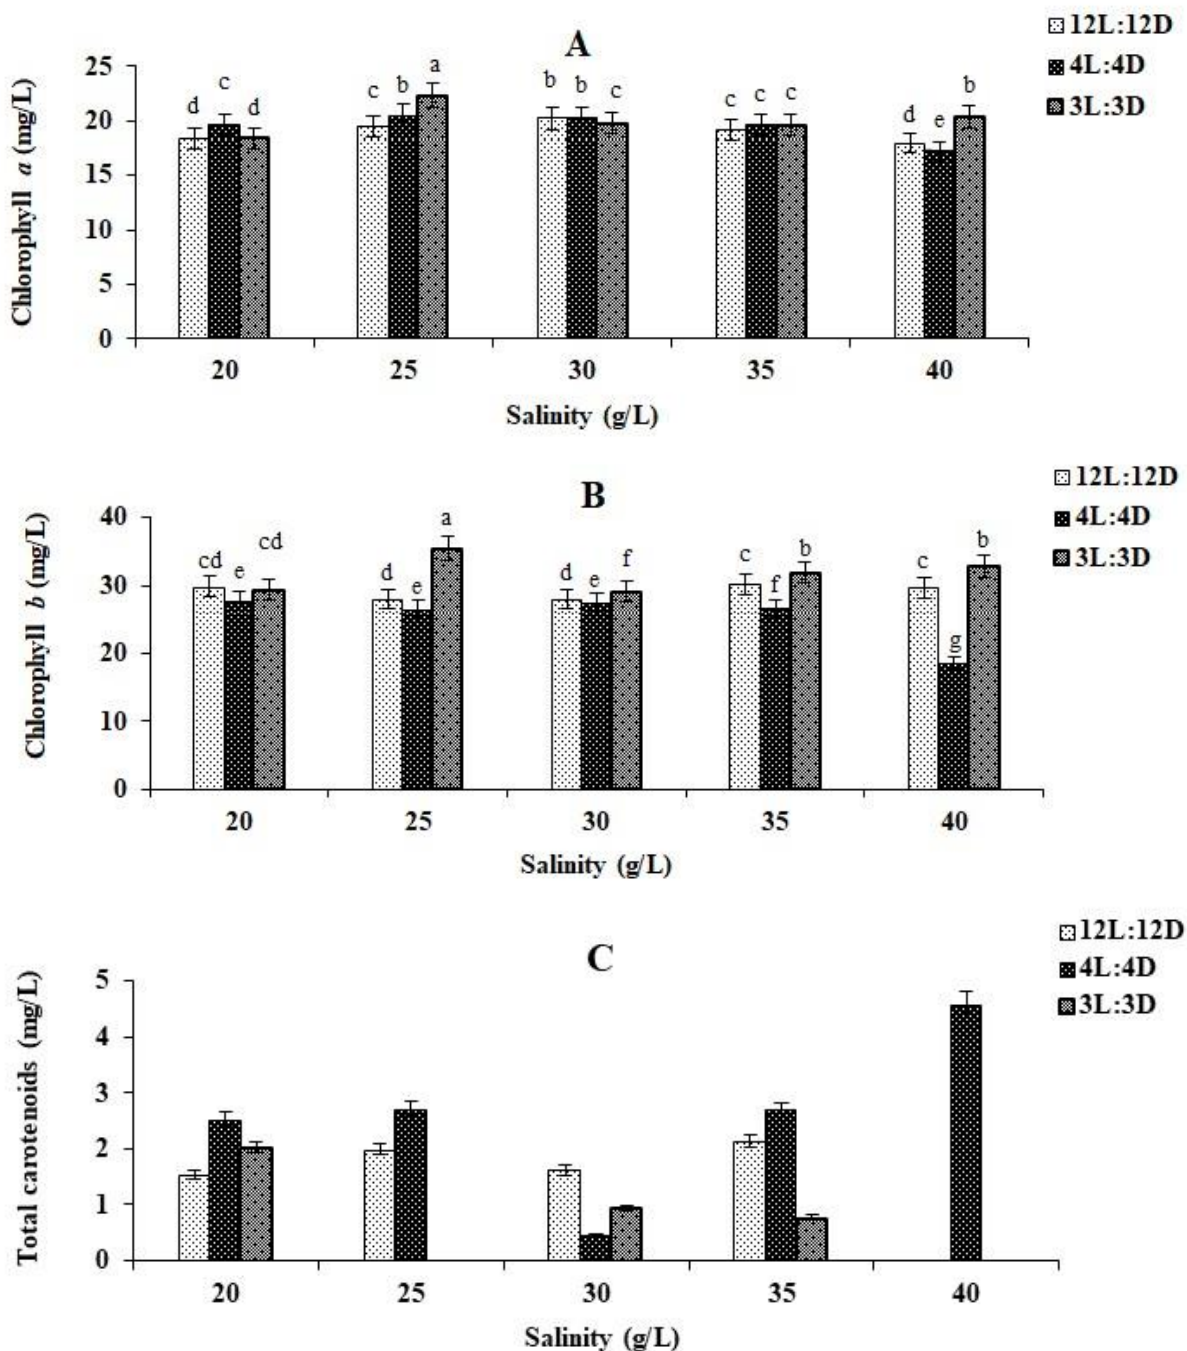 A
12L:12D
4L:4D
3L:3D
Chlorophyll a (mg/L)
25
20
15
10
5
0
d c d c b a b b c c c c d e b
20 25 30 35 40
Salinity (g/L)
B
12L:12D
4L:4D
3L:3D
Chlorophyll b (mg/L)
40
30
20
10
0
cd e cd d e a d e f c f b c g b
20 25 30 35 40
Salinity (g/L)
C
12L:12D
4L:4D
3L:3D
Total carotenoids (mg/L)
5
4
3
2
1
0
20 25 30 35 40
Salinity (g/L)